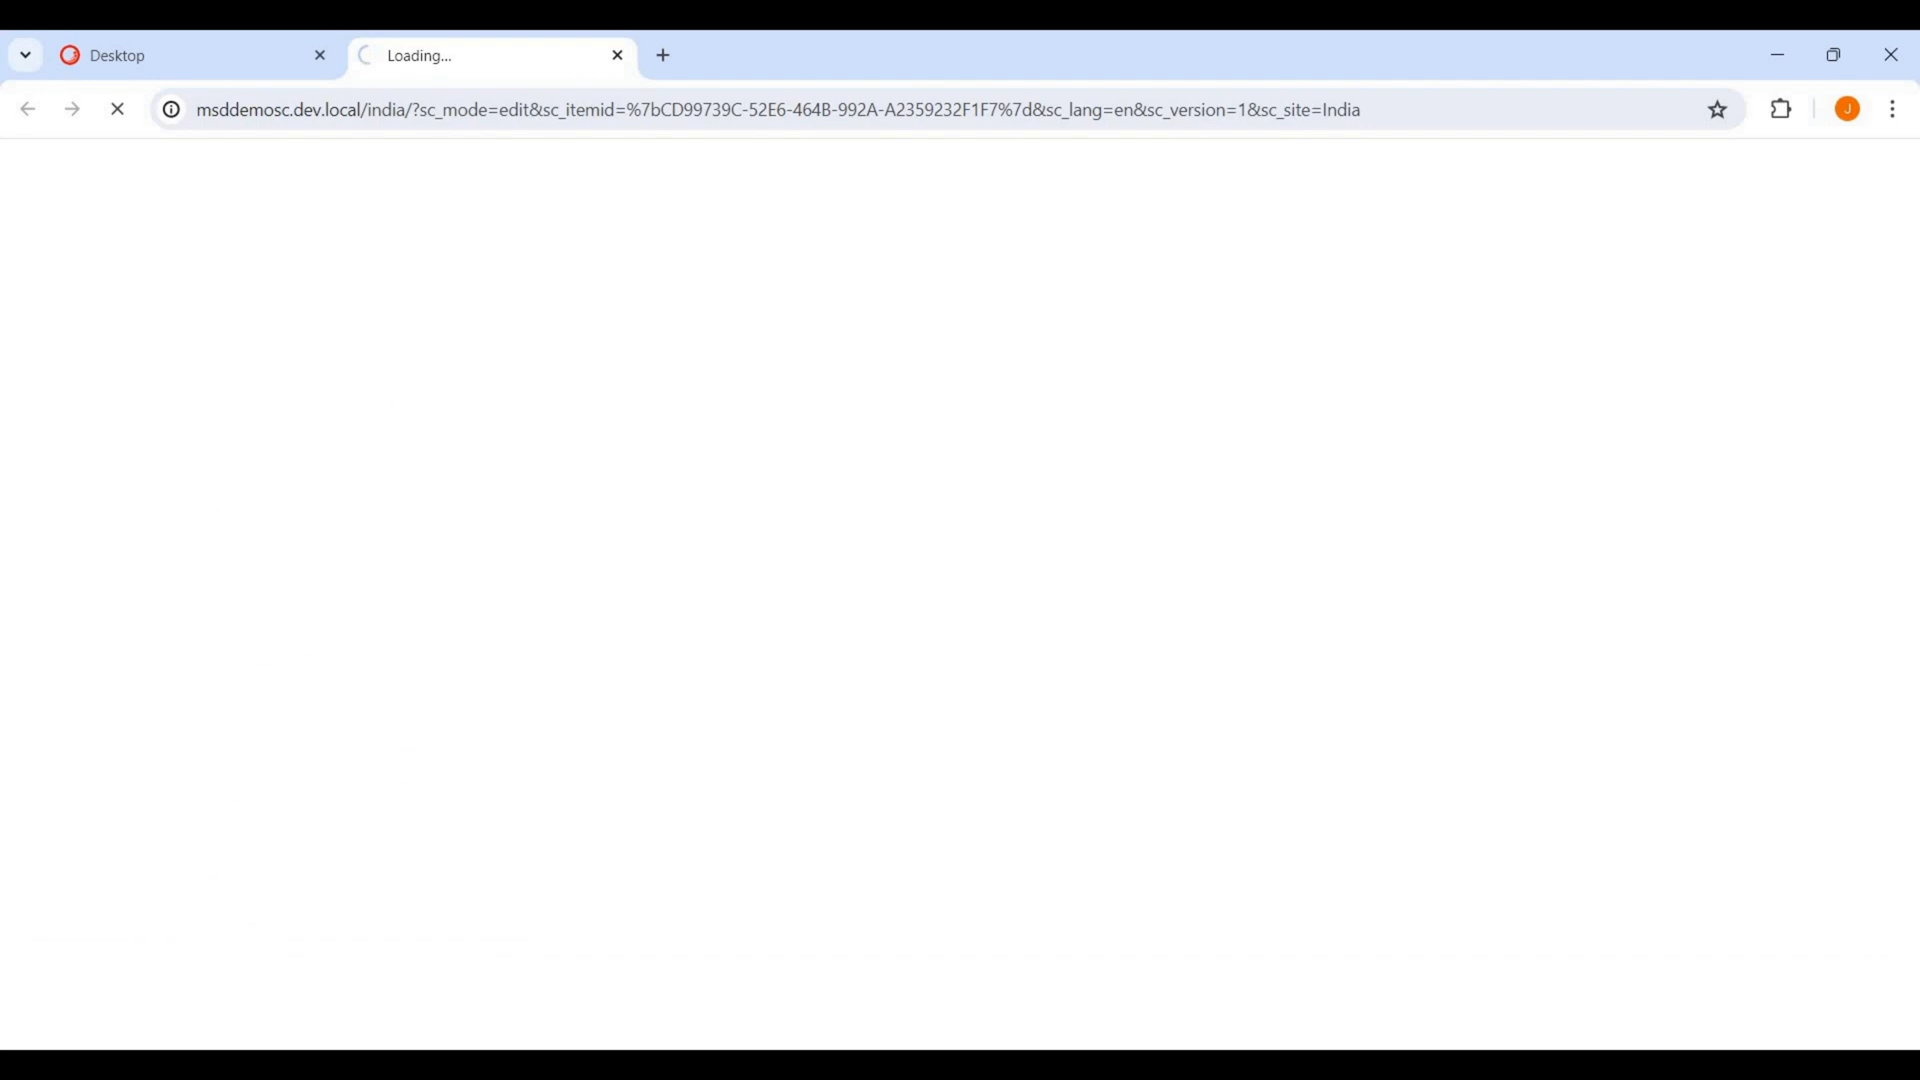 Desktop
Loading...
msddemosc.dev.local/india/?sc_mode=edit&sc_itemid=%7bCD99739C-52E6-464B-992A-A2359232F1F7%7d&sc_lang=en&sc_version=1&sc_site=India
J